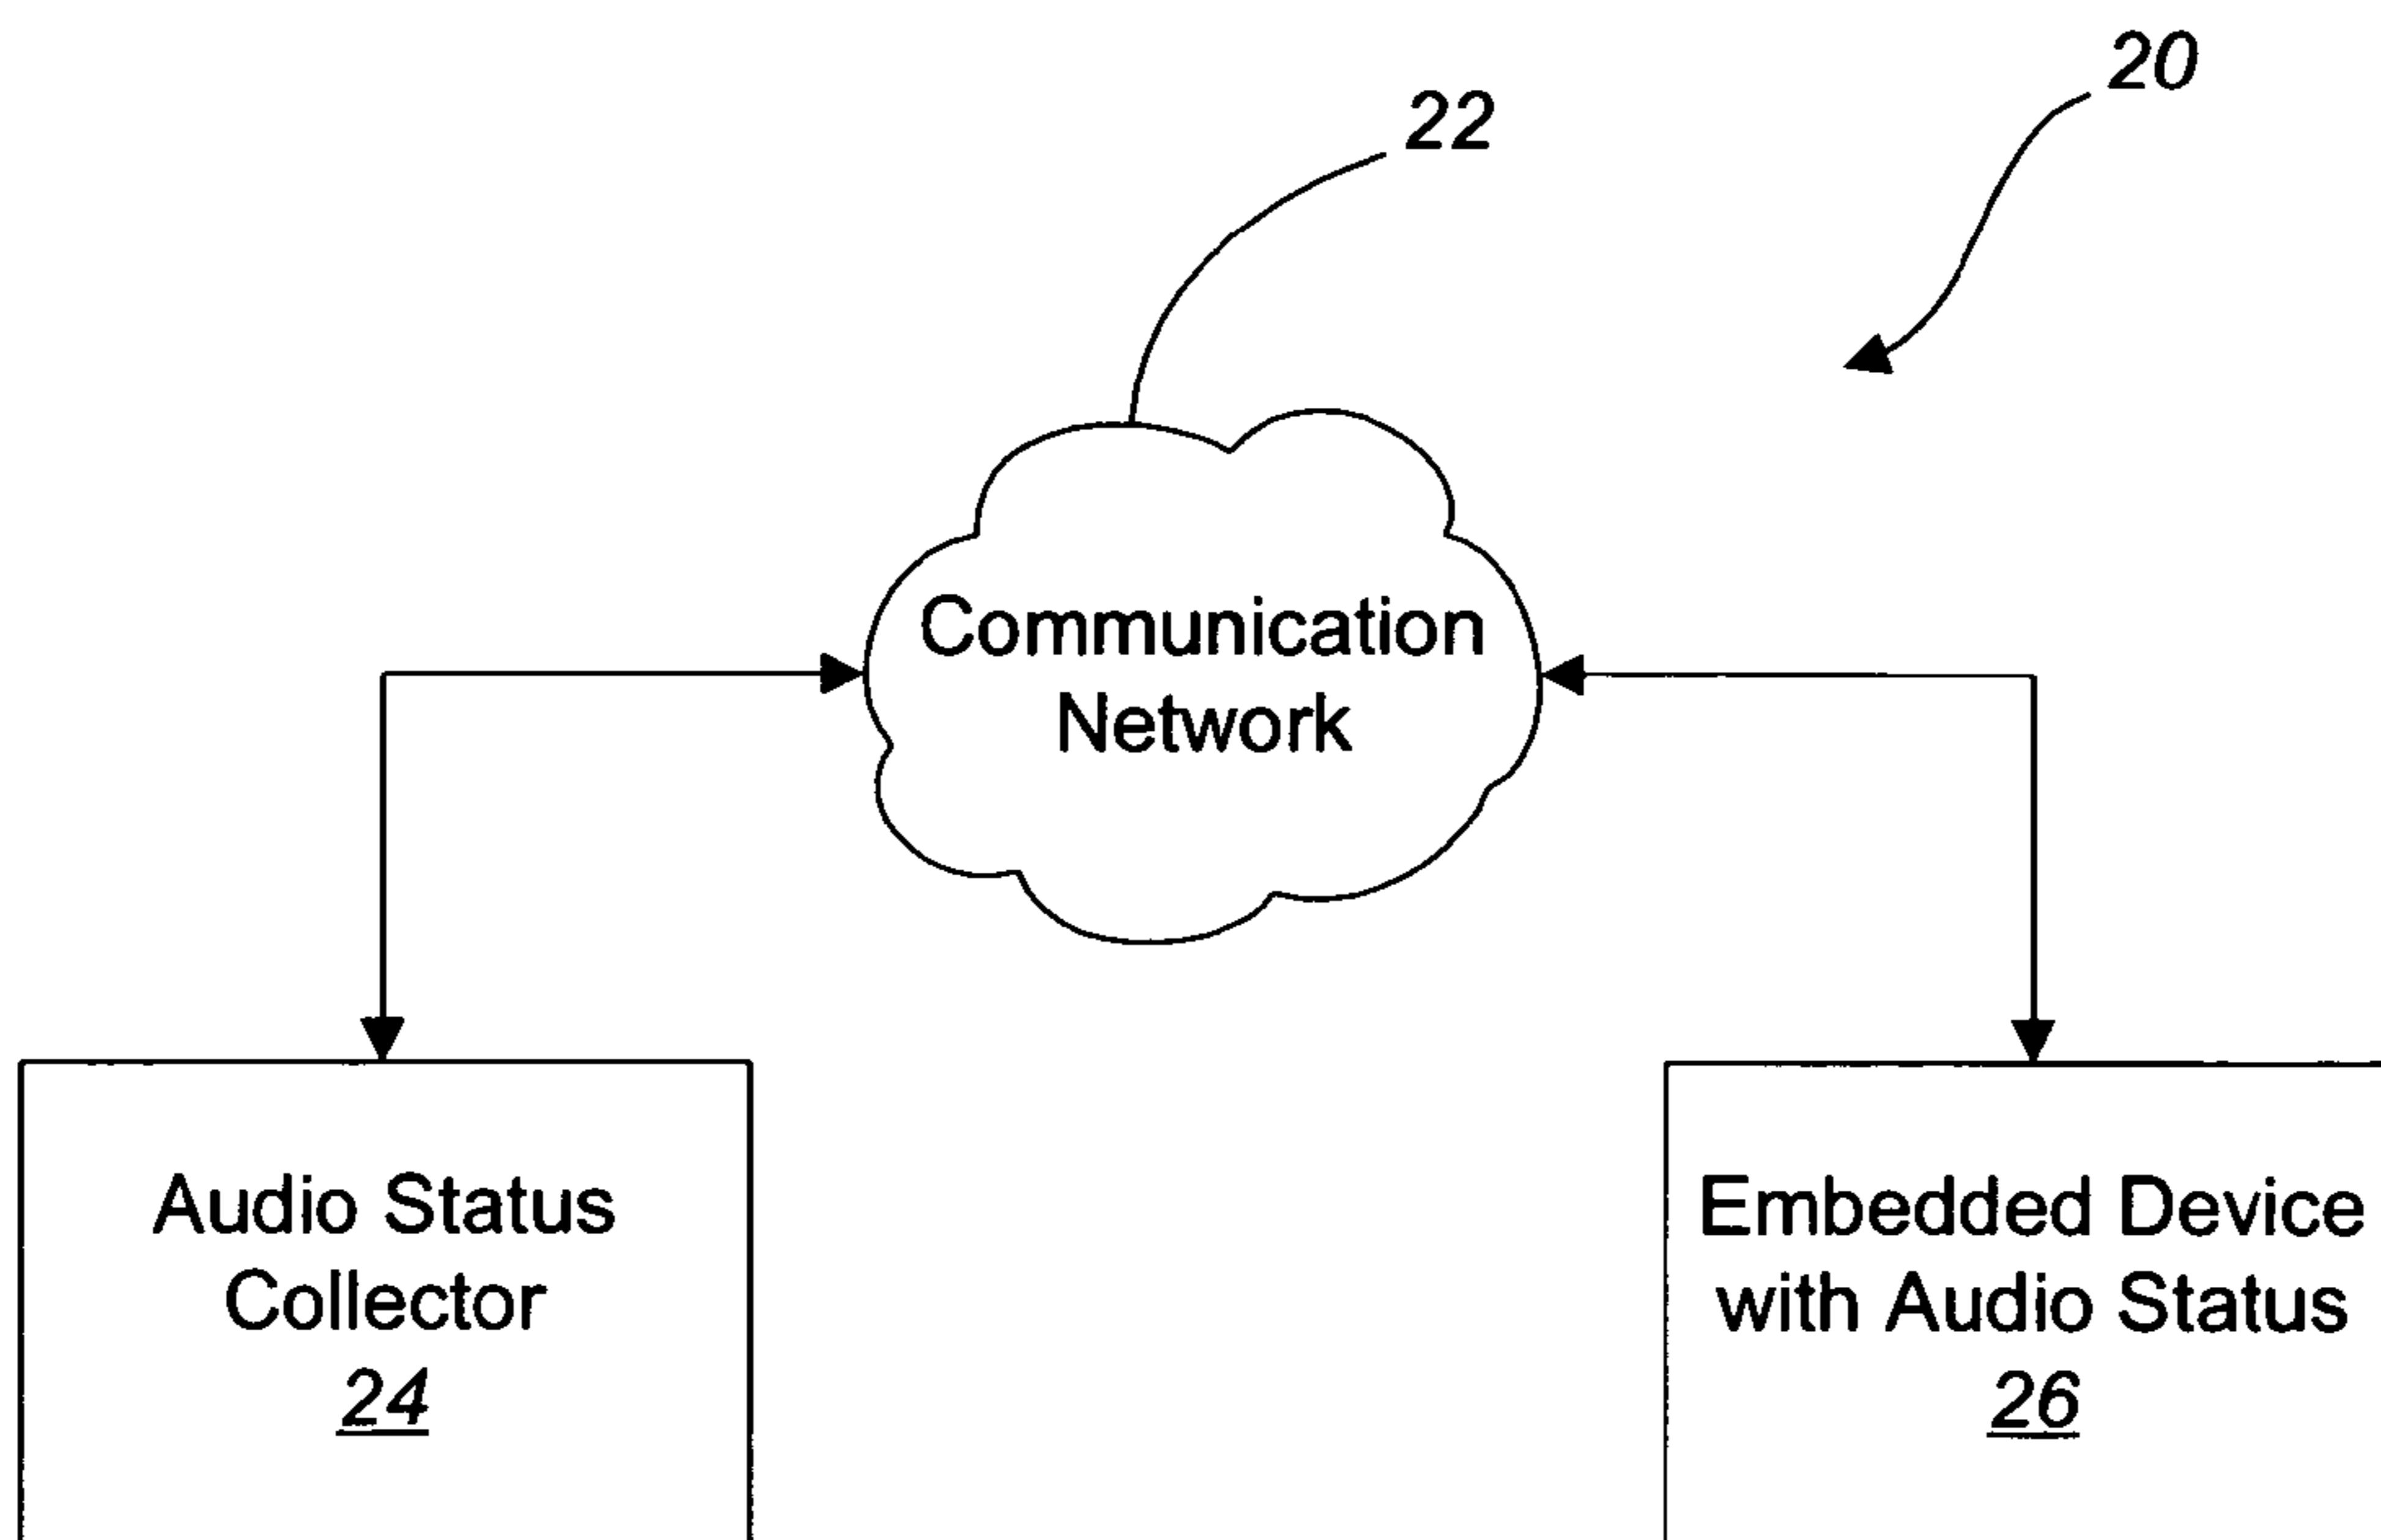 20
22
Communication
Network
Audio Status
Collector
24
Embedded Device
with Audio Status
26